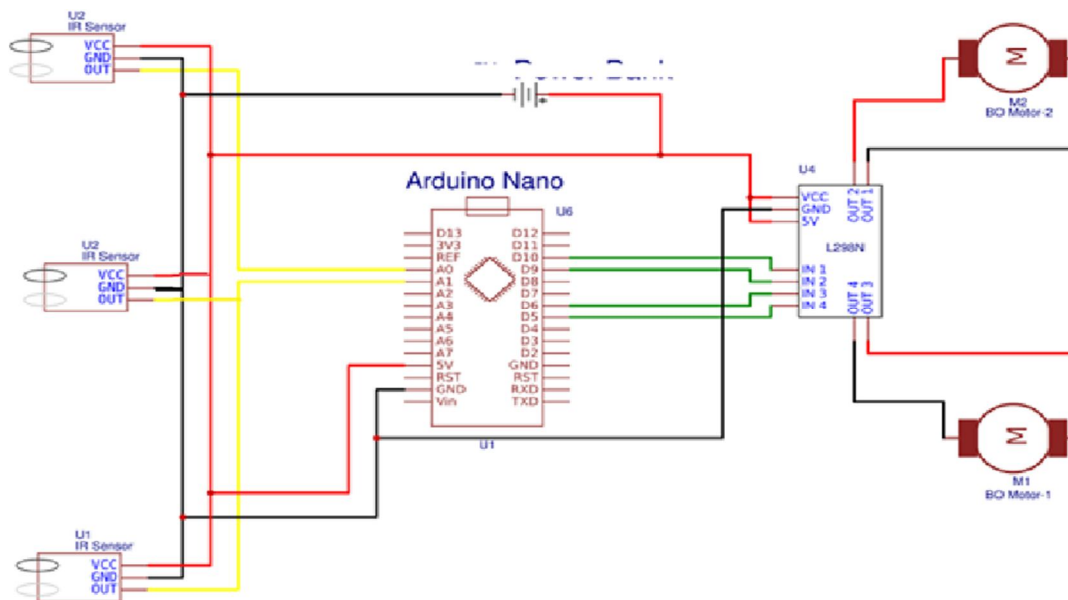 U2
IR Sensor
VCC
GND
OUT
Power Bank
M
M2
BO Motor-2
U4
VCC
GND
5V
OUT 2
OUT 1
L298N
IN 1
IN 2
IN 3
IN 4
OUT 4
OUT 3
Arduino Nano
U6
D13
3V3
REF
A0
A1
A2
A3
A4
A5
A6
A7
5V
RST
GND
Vin
D12
D11
D10
D9
D8
D7
D6
D5
D4
D3
D2
GND
RST
RXD
TXD
U1
U2
IR Sensor
VCC
GND
OUT
M
M1
BO Motor-1
U1
IR Sensor
VCC
GND
OUT